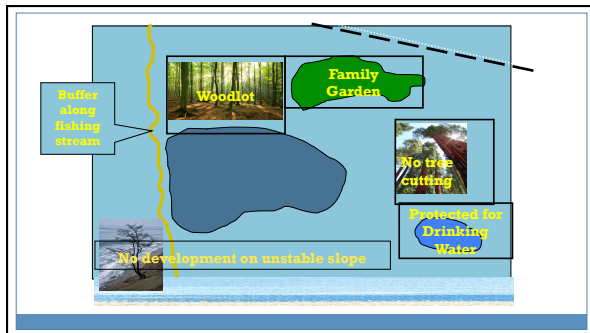 Family
Garden
Woodlot
Buffer
along
fishing
stream
No tree
cutting
Protected for
Drinking
Water
No development on unstable slope